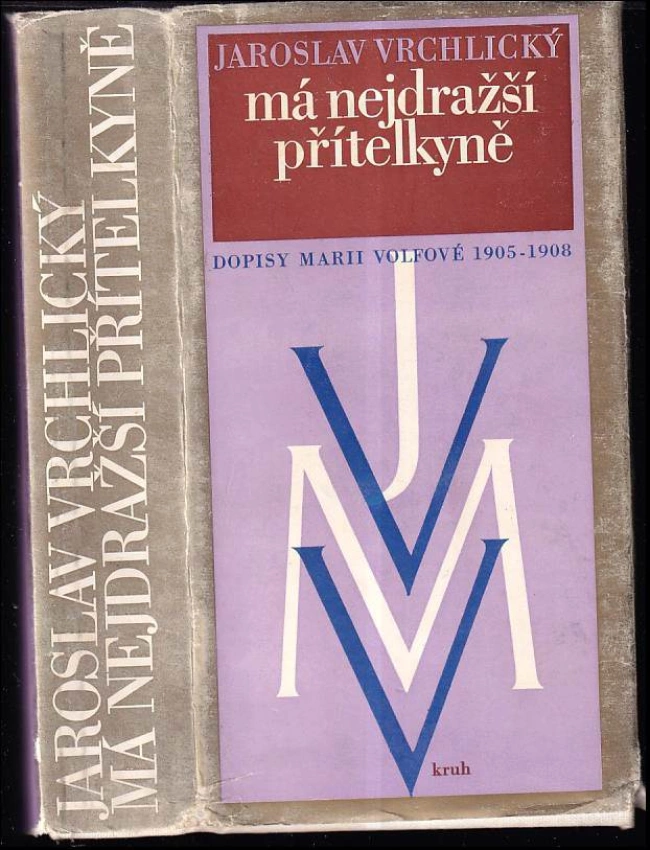 JAROSLAV VRCHLICKÝ
MÁ NEJDRAŽŠÍ PŘÍTELKYNĚ
JAROSLAV VRCHLICKÝ
má nejdražší
přítelkyně
DOPISY MARII VOLFOVÉ 1905-1908
J
V
M
V
kruh